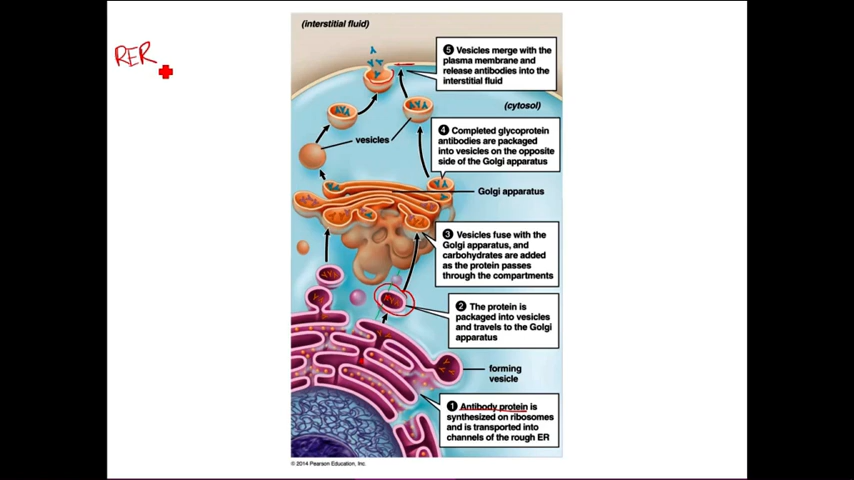 (interstitial fluid)
RER
5 Vesicles merge with the
plasma membrane and
release antibodies into the
interstitial fluid
(cytosol)
4 Completed glycoprotein
antibodies are packaged
into vesicles on the opposite
side of the Golgi apparatus
vesicles
Golgi apparatus
3 Vesicles fuse with the
Golgi apparatus, and
carbohydrates are added
as the protein passes
through the compartments
2 The protein is
packaged into vesicles
and travels to the Golgi
apparatus
forming
vesicle
1 Antibody protein is
synthesized on ribosomes
and is transported into
channels of the rough ER
© 2014 Pearson Education, Inc.